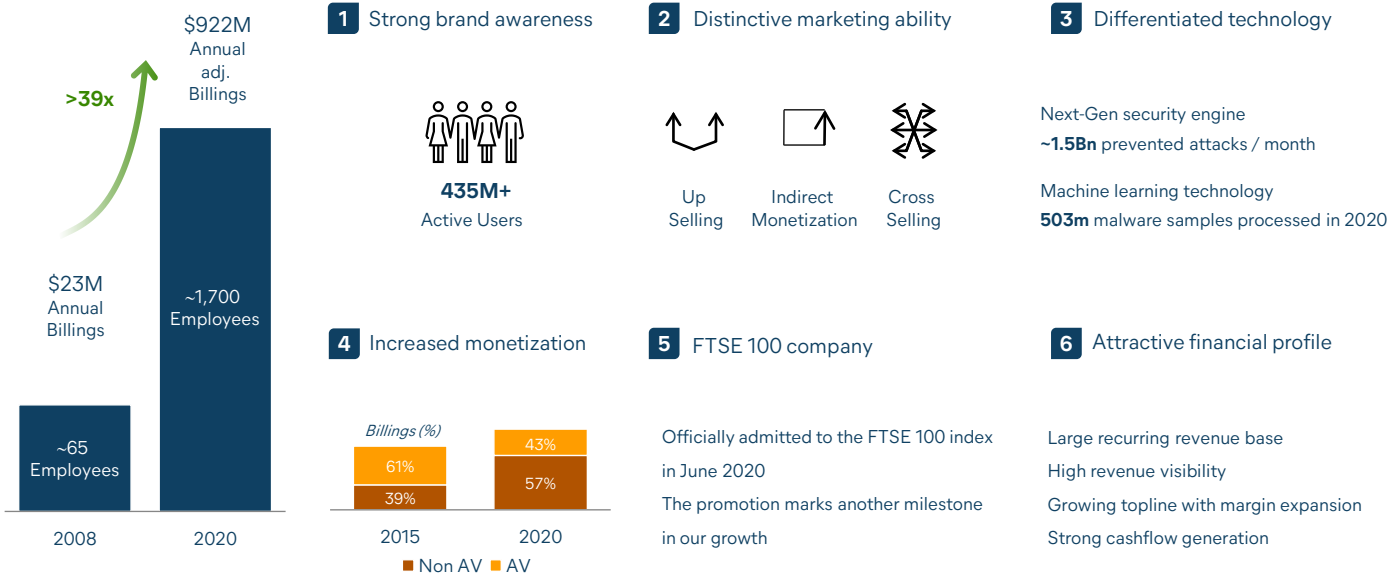 $922M
Annual
adj.
Billings
>39x
$23M
Annual
Billings
~1,700
Employees
~65
Employees
2008
2020
1 Strong brand awareness
435M+
Active Users
2 Distinctive marketing ability
Up
Selling
Indirect
Monetization
Cross
Selling
3 Differentiated technology
Next-Gen security engine
~1.5Bn prevented attacks / month
Machine learning technology
503m malware samples processed in 2020
4 Increased monetization
Billings (%)
61%
39%
43%
57%
2015
2020
Non AV
AV
5 FTSE 100 company
Officially admitted to the FTSE 100 index
in June 2020
The promotion marks another milestone
in our growth
6 Attractive financial profile
Large recurring revenue base
High revenue visibility
Growing topline with margin expansion
Strong cashflow generation